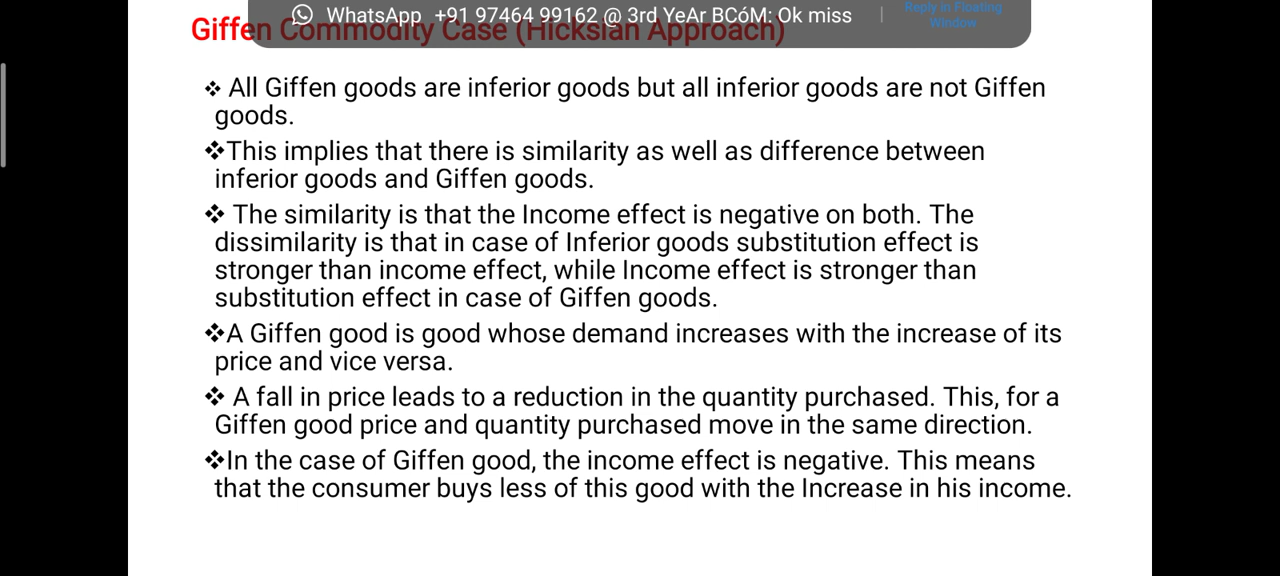 WhatsApp +91 97464 99162 @ 3rd YeAr BCóM: Ok miss | Reply in Floating Window
Giffen Commodity Case (Hicksian Approach)
❖ All Giffen goods are inferior goods but all inferior goods are not Giffen
goods.
❖This implies that there is similarity as well as difference between
inferior goods and Giffen goods.
❖ The similarity is that the Income effect is negative on both. The
dissimilarity is that in case of Inferior goods substitution effect is
stronger than income effect, while Income effect is stronger than
substitution effect in case of Giffen goods.
❖A Giffen good is good whose demand increases with the increase of its
price and vice versa.
❖ A fall in price leads to a reduction in the quantity purchased. This, for a
Giffen good price and quantity purchased move in the same direction.
❖In the case of Giffen good, the income effect is negative. This means
that the consumer buys less of this good with the Increase in his income.